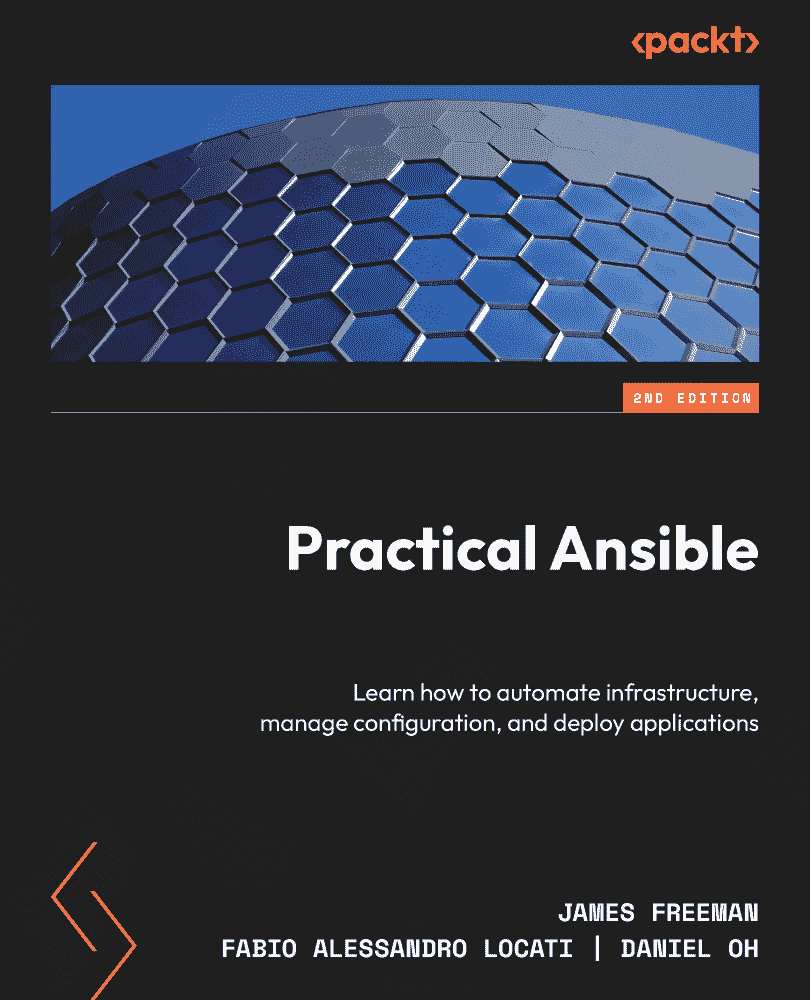 <packt>
2ND EDITION
Practical Ansible
Learn how to automate infrastructure,
manage configuration, and deploy applications
JAMES FREEMAN
FABIO ALESSANDRO LOCATI | DANIEL OH